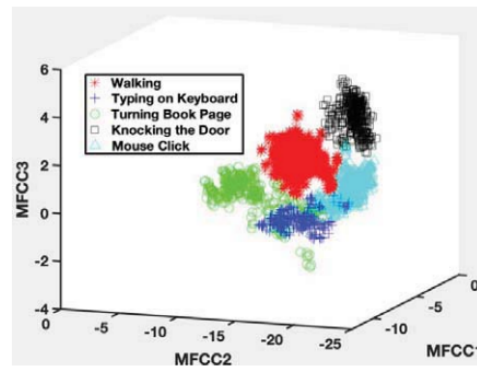 6
4
2
0
-2
-4
MFCC3
Walking
Typing on Keyboard
Turning Book Page
Knocking the Door
Mouse Click
0
-5
-10
-15
-20
-25
MFCC2
-10
-5
0
MFCC1